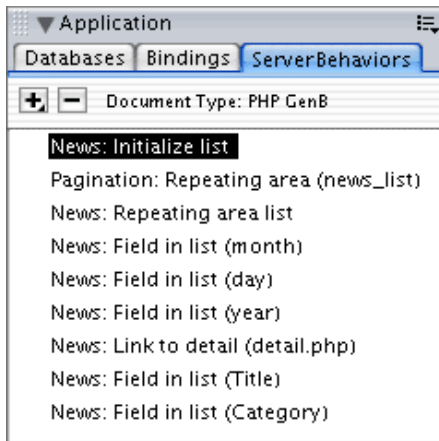 Application
Databases Bindings ServerBehaviors
Document Type: PHP GenB
News: Initialize list
Pagination: Repeating area (news_list)
News: Repeating area list
News: Field in list (month)
News: Field in list (day)
News: Field in list (year)
News: Link to detail (detail.php)
News: Field in list (Title)
News: Field in list (Category)